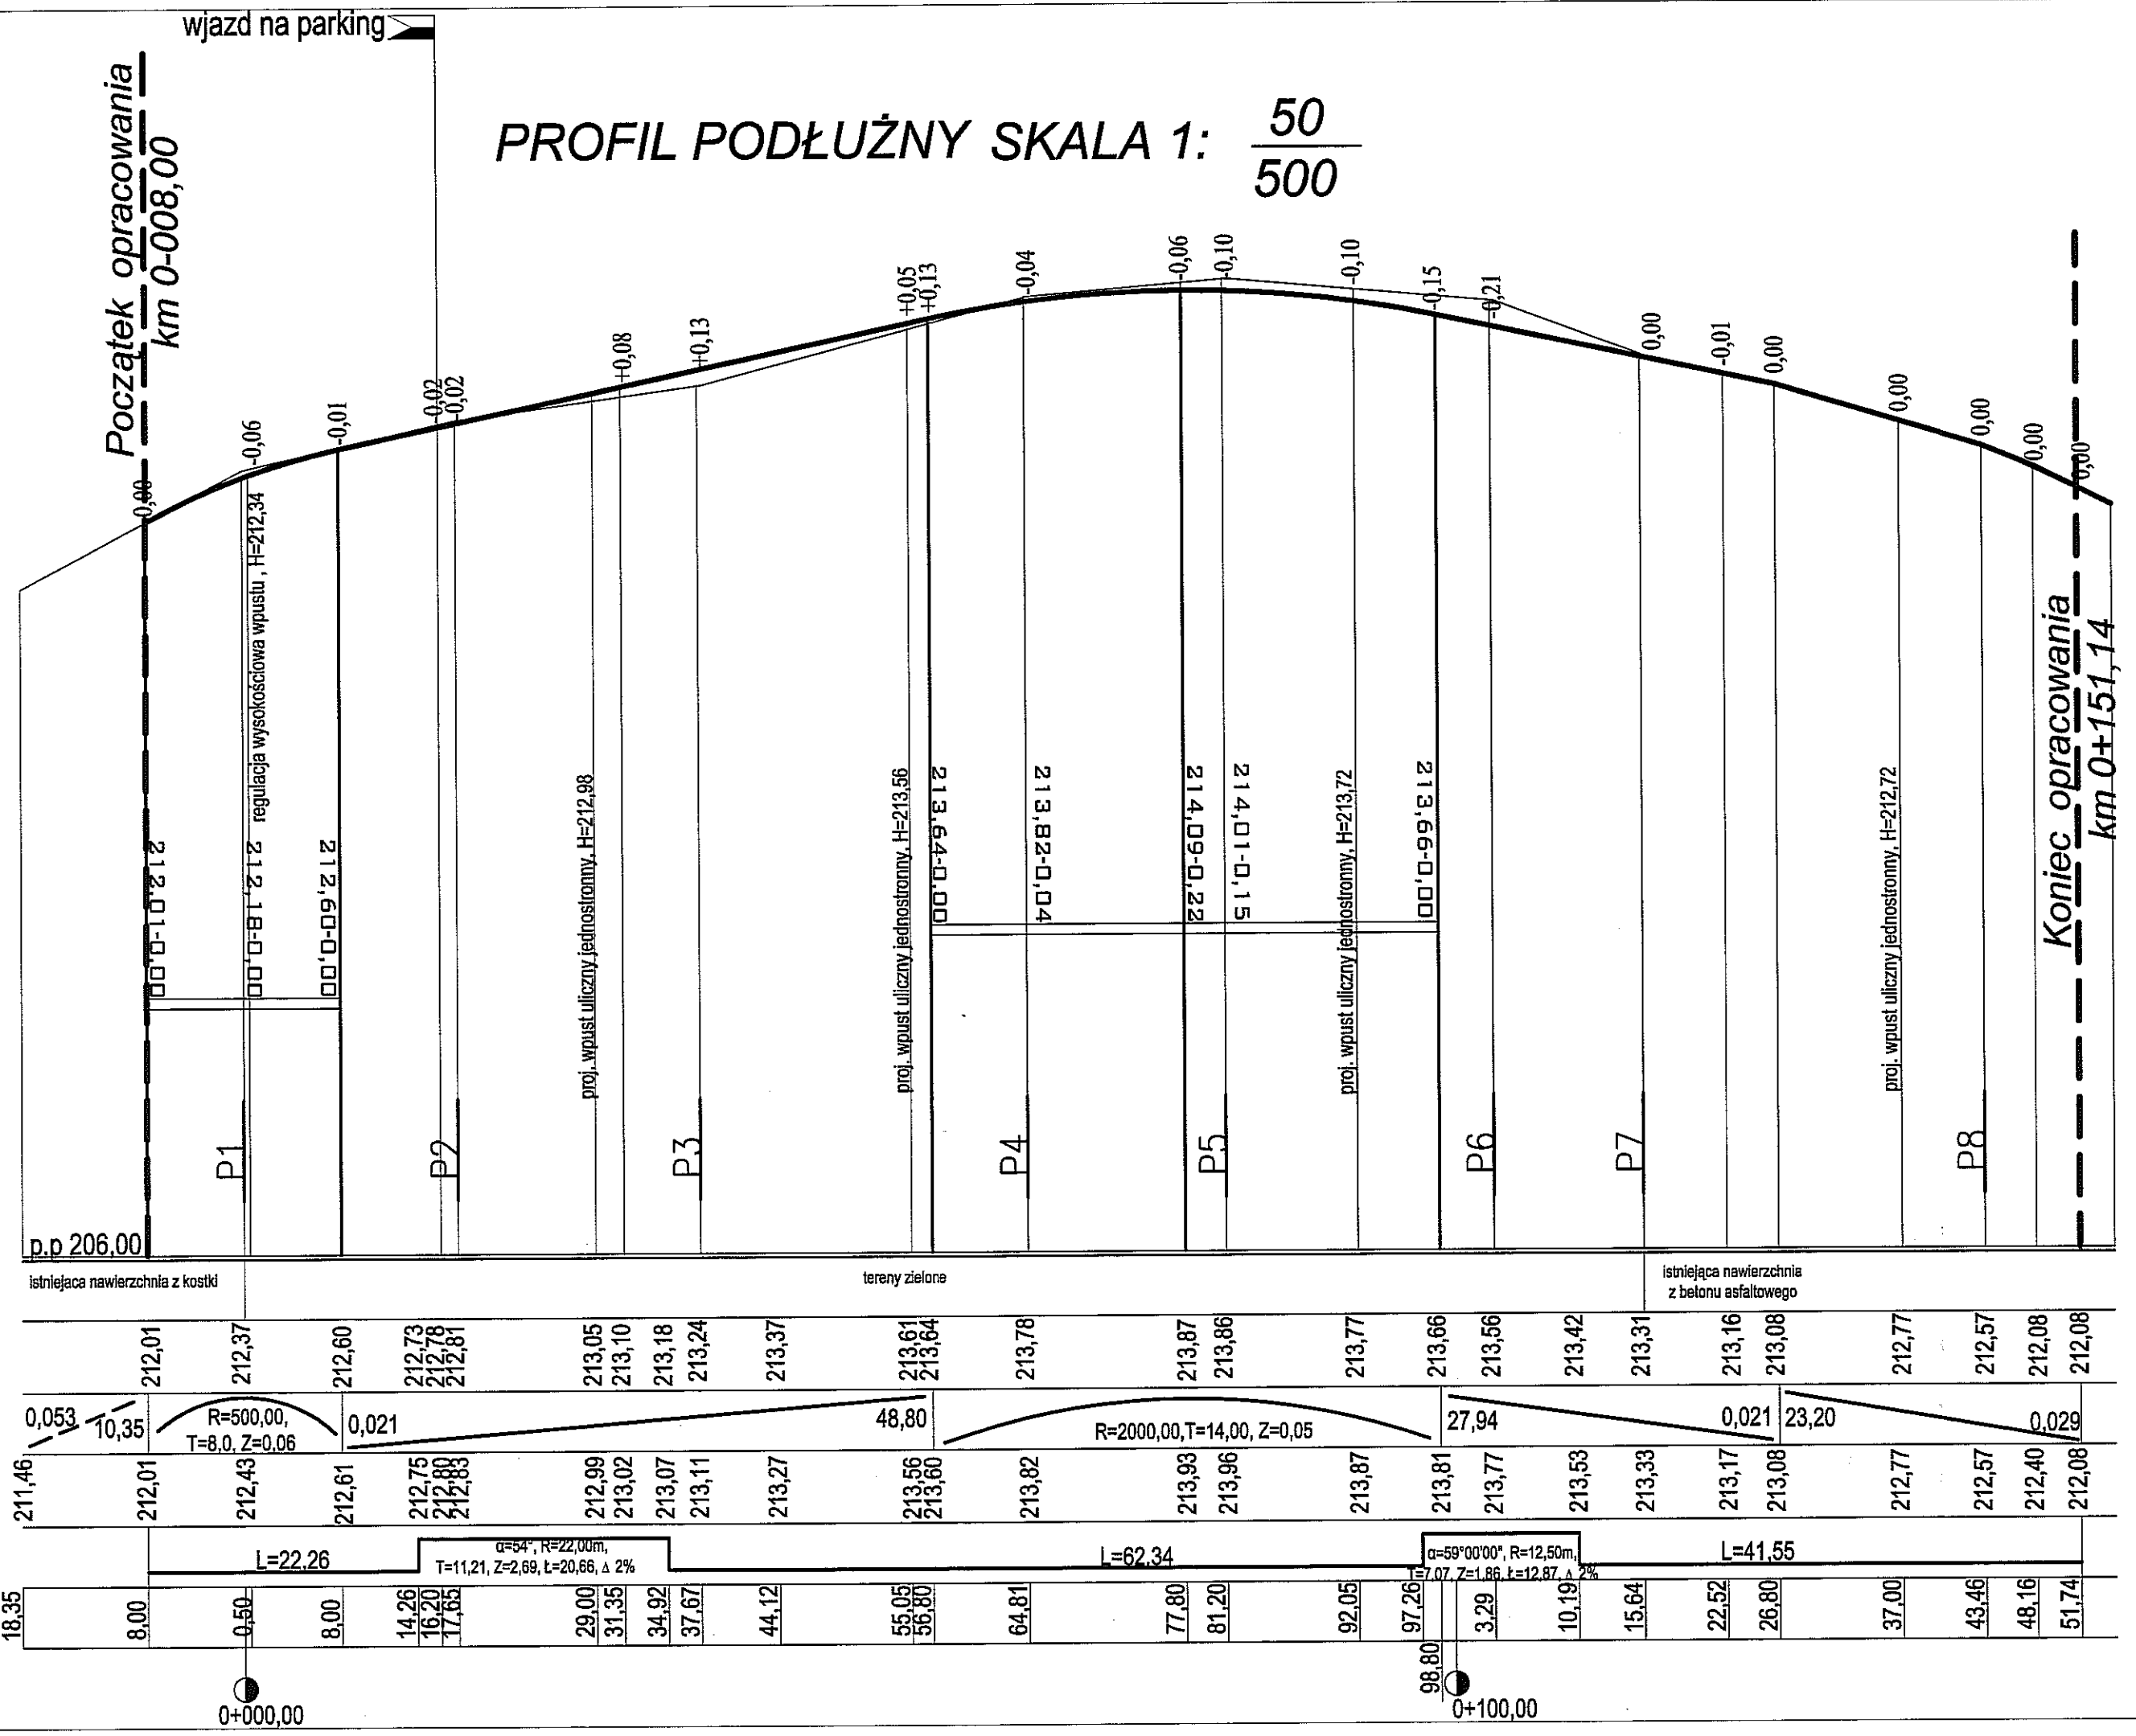 wjazd na parking
Początek opracowania
km 0-008,00
PROFIL PODŁUŻNY SKALA 1: 50
500
0,00
-0,06
-0,01
-0,02
-0,02
+0,08
+0,13
+0,05
+0,13
-0,04
-0,06
-0,10
-0,10
-0,15
-0,21
0,00
-0,01
0,00
0,00
0,00
0,00
0,00
regulacja wysokościowa wpustu , H=212,34
proj. wpust uliczny jednostronny, H=212,98
proj. wpust uliczny jednostronny, H=213,56
proj. wpust uliczny jednostronny, H=213,72
proj. wpust uliczny jednostronny, H=212,72
212,01-0,00
212,18-0,00
212,60-0,00
213,64-0,00
213,82-0,04
214,09-0,22
214,01-0,15
213,66-0,00
Koniec opracowania
km 0+151,14
P1
P2
P3
P4
P5
P6
P7
P8
p.p 206,00
istniejaca nawierzchnia z kostki
tereny zielone
istniejąca nawierzchnia
z betonu asfaltowego
212,01 212,37 212,60 212,73 212,78 212,81 213,05 213,10 213,18 213,24 213,37 213,61 213,64 213,78 213,87 213,86 213,77 213,66 213,56 213,42 213,31 213,16 213,08 212,77 212,57 212,08 212,08
0,053 10,35
R=500,00,
T=8,0, Z=0,06
0,021 48,80
R=2000,00,T=14,00, Z=0,05
27,94 0,021
23,20 0,029
211,46 212,01 212,43 212,61 212,75 212,80 212,83 212,99 213,02 213,07 213,11 213,27 213,56 213,60 213,82 213,93 213,96 213,87 213,81 213,77 213,53 213,33 213,17 213,08 212,77 212,57 212,40 212,08
L=22,26
α=54°, R=22,00m,
T=11,21, Z=2,69, Ł=20,66, Δ 2%
L=62,34
α=59°00'00", R=12,50m,
T=7,07, Z=1,86, Ł=12,87, Δ 2%
L=41,55
18,35 8,00 0,50 8,00 14,26 16,20 17,65 29,00 31,35 34,92 37,67 44,12 55,05 56,80 64,81 77,80 81,20 92,05 97,26 3,29 10,19 15,64 22,52 26,80 37,00 43,46 48,16 51,74
98,80
0+000,00
0+100,00